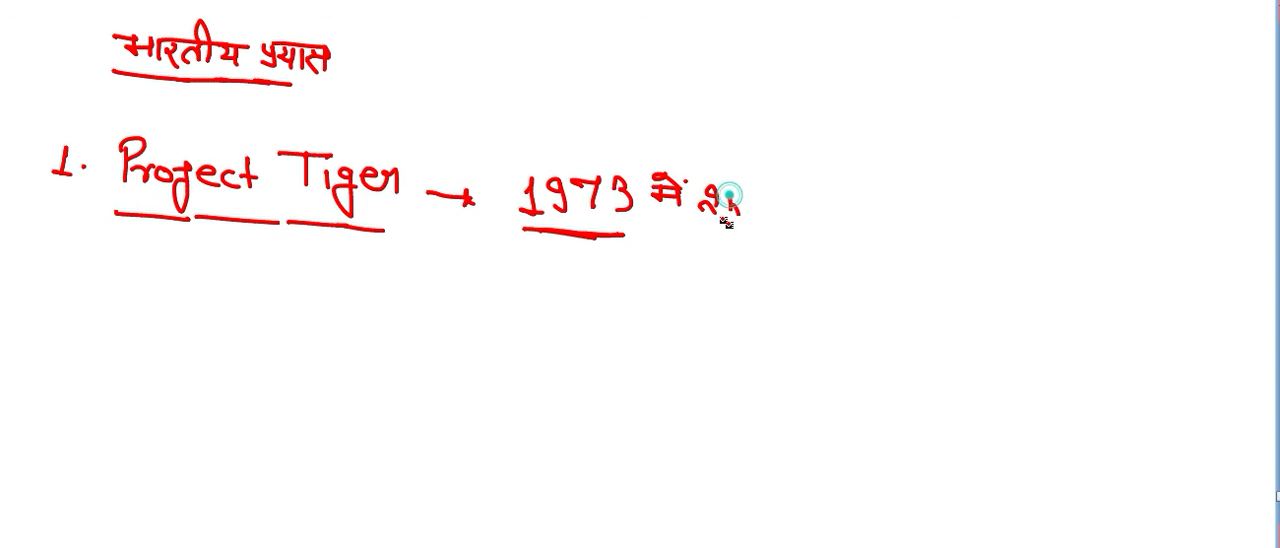 भारतीय प्रयास
1. Project Tiger → 1973 में